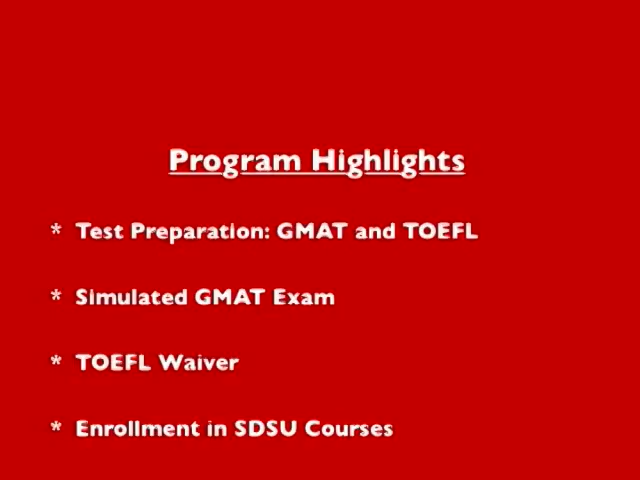 Program Highlights
* Test Preparation: GMAT and TOEFL
* Simulated GMAT Exam
* TOEFL Waiver
* Enrollment in SDSU Courses